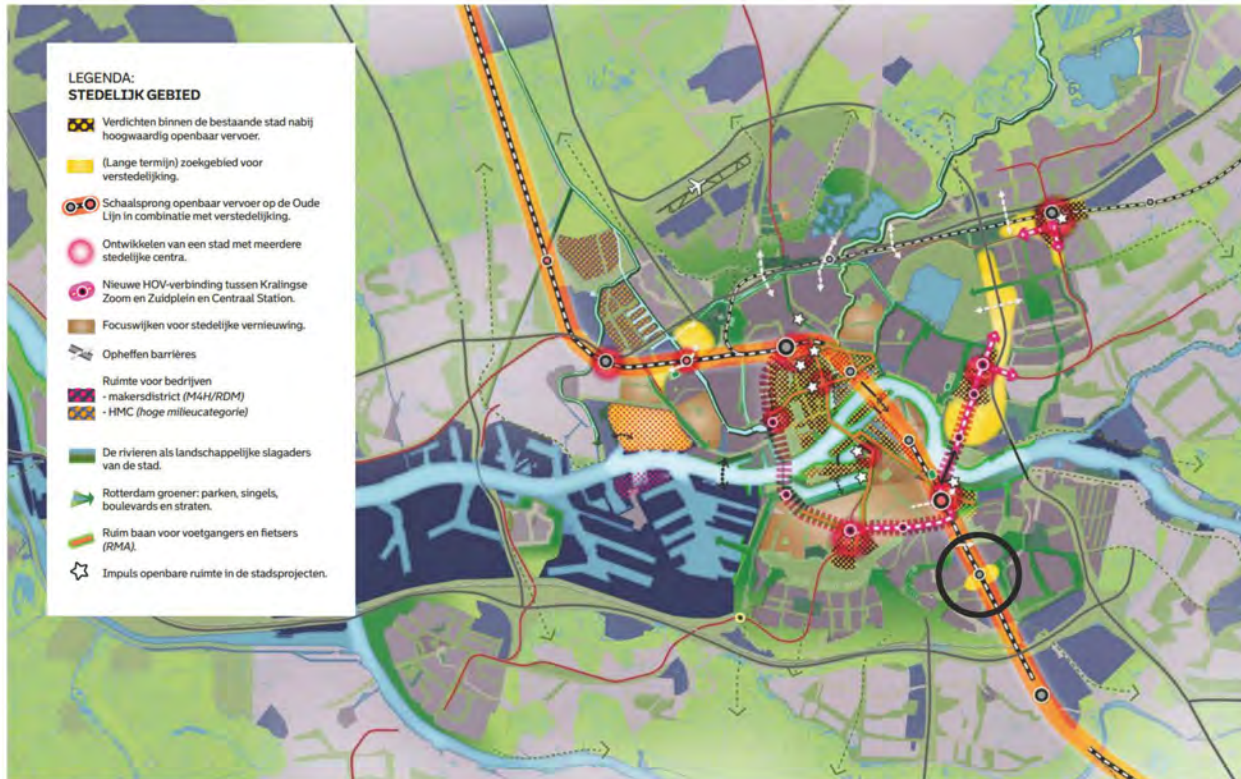 LEGENDA:
STEDELIJK GEBIED
Verdichten binnen de bestaande stad nabij
hoogwaardig openbaar vervoer.
(Lange termijn) zoekgebied voor
verstedelijking.
Schaalsprong openbaar vervoer op de Oude
Lijn in combinatie met verstedelijking.
Ontwikkelen van een stad met meerdere
stedelijke centra.
Nieuwe HOV-verbinding tussen Kralingse
Zoom en Zuidplein en Centraal Station.
Focuswijken voor stedelijke vernieuwing.
Opheffen barrières
Ruimte voor bedrijven
- makersdistrict (M4H/RDM)
- HMC (hoge milieucategorie)
De rivieren als landschappelijke slagaders
van de stad.
Rotterdam groener: parken, singels,
boulevards en straten.
Ruim baan voor voetgangers en fietsers
(RMA).
Impuls openbare ruimte in de stadsprojecten.